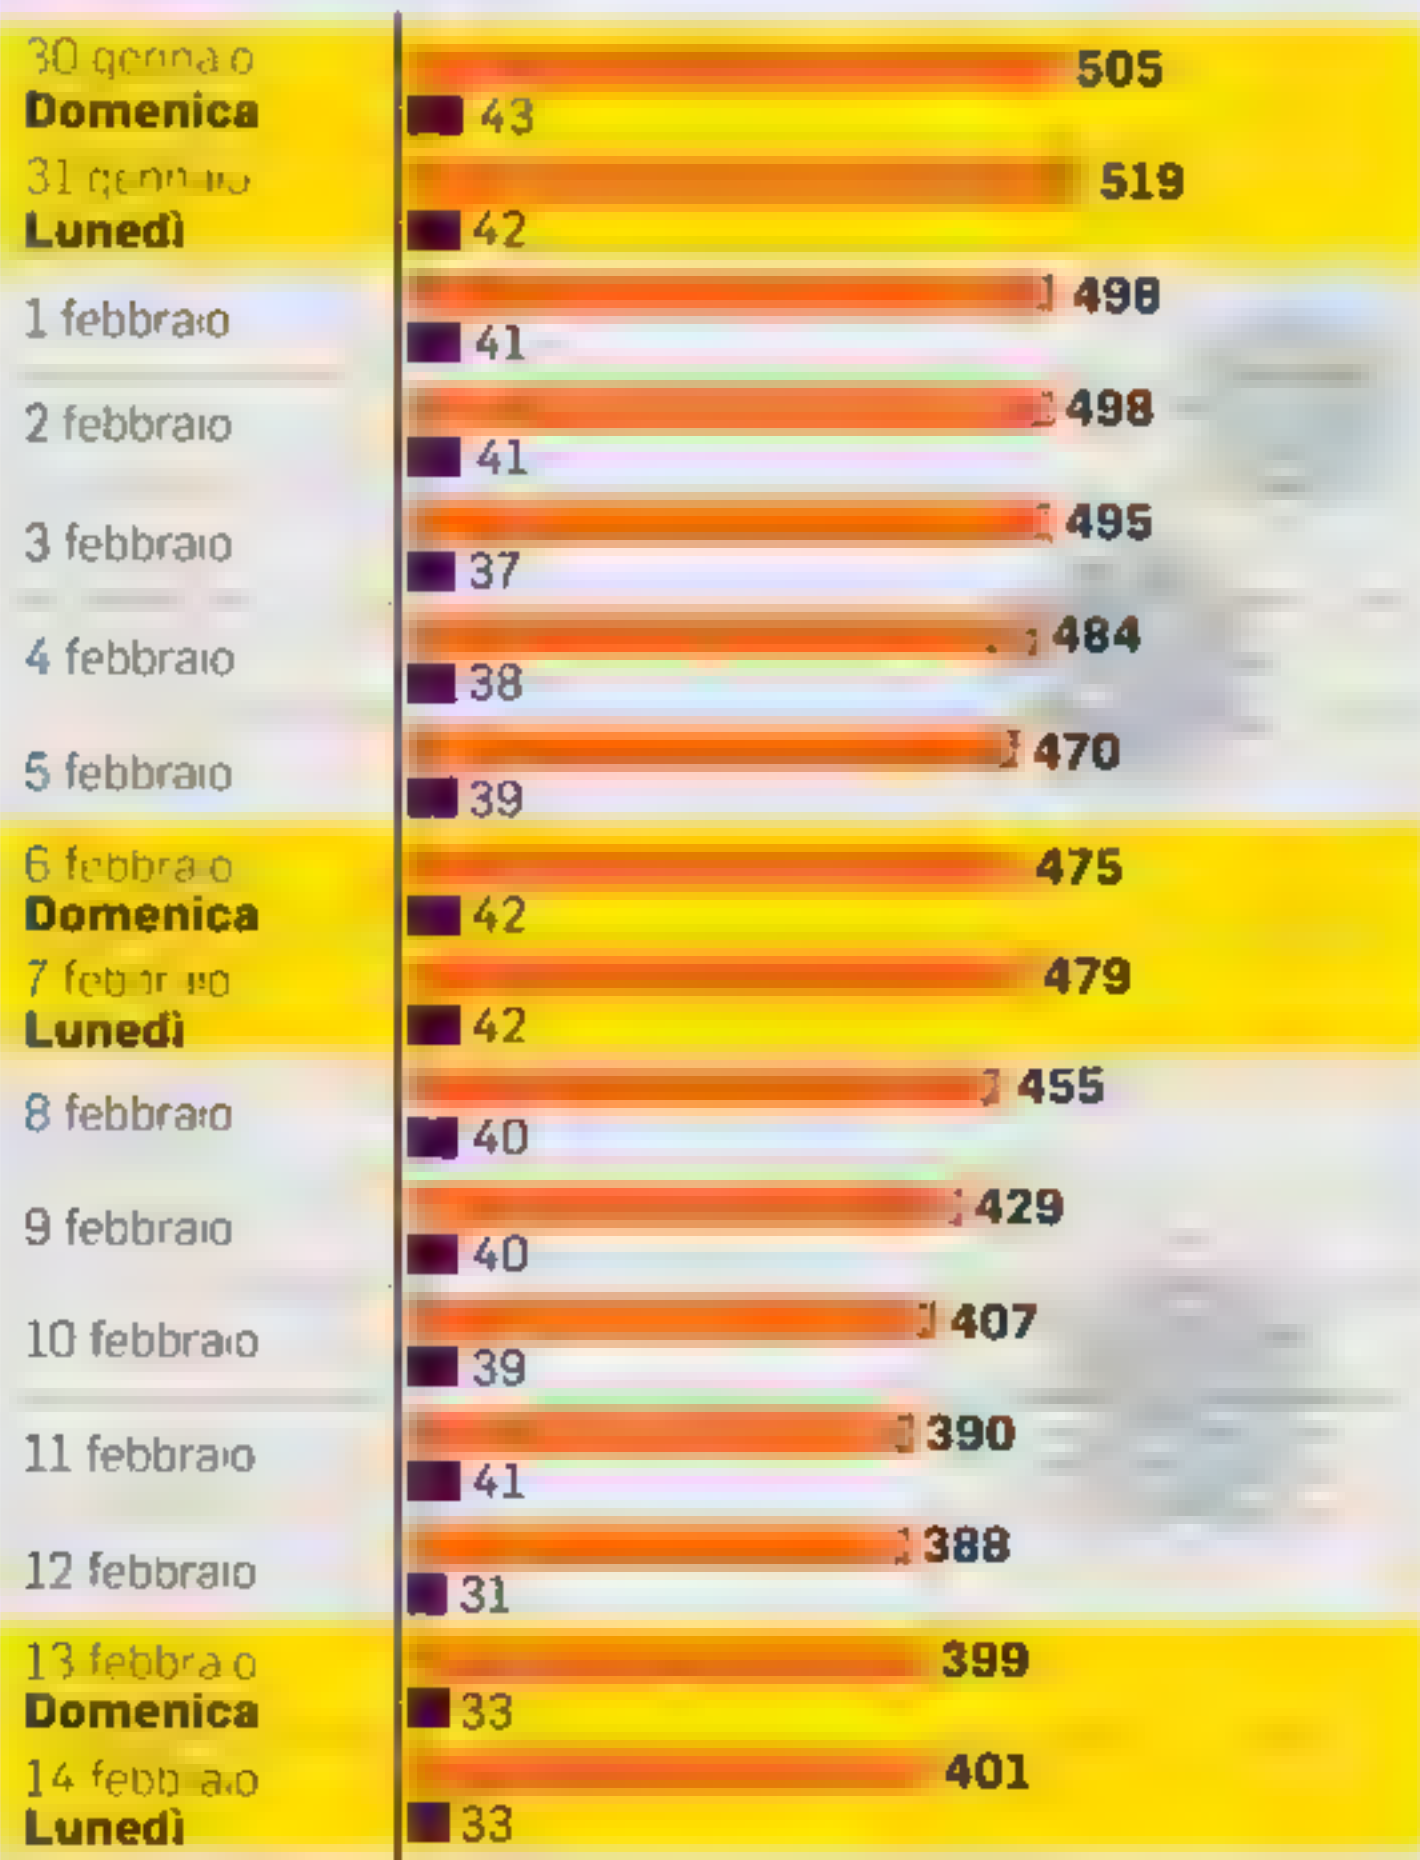 30 gennaio
505
Domenica
43
31 gennaio
519
Lunedì
42
1 febbraio
498
41
2 febbraio
498
41
3 febbraio
495
37
4 febbraio
484
38
5 febbraio
470
39
6 febbraio
475
Domenica
42
7 febbraio
479
Lunedì
42
8 febbraio
455
40
9 febbraio
429
40
10 febbraio
407
39
11 febbraio
390
41
12 febbraio
388
31
13 febbraio
399
Domenica
33
14 febbraio
401
Lunedì
33